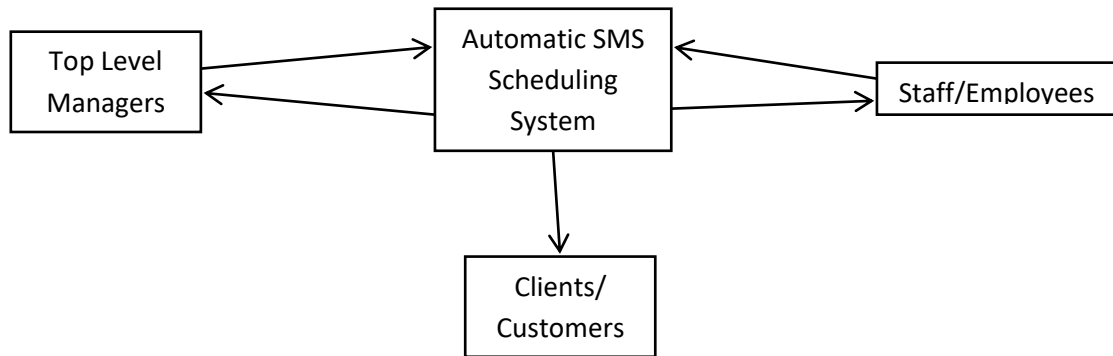 Top Level
Managers
Automatic SMS
Scheduling
System
Staff/Employees
Clients/
Customers